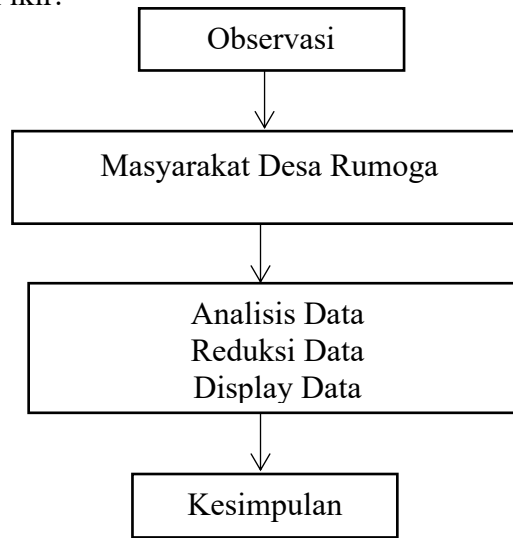 Observasi
Masyarakat Desa Rumoga
Analisis Data
Reduksi Data
Display Data
Kesimpulan